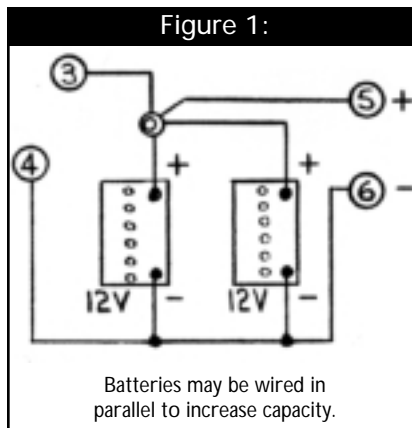 Figure 1:
3
5 +
4
+ +
6 -
12V - 12V -
Batteries may be wired in
parallel to increase capacity.